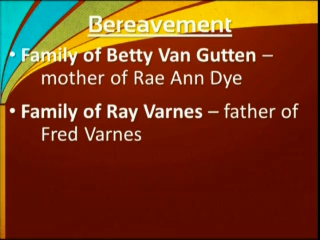 Bereavement
• Family of Betty Van Gutten –
mother of Rae Ann Dye
• Family of Ray Varnes – father of
Fred Varnes